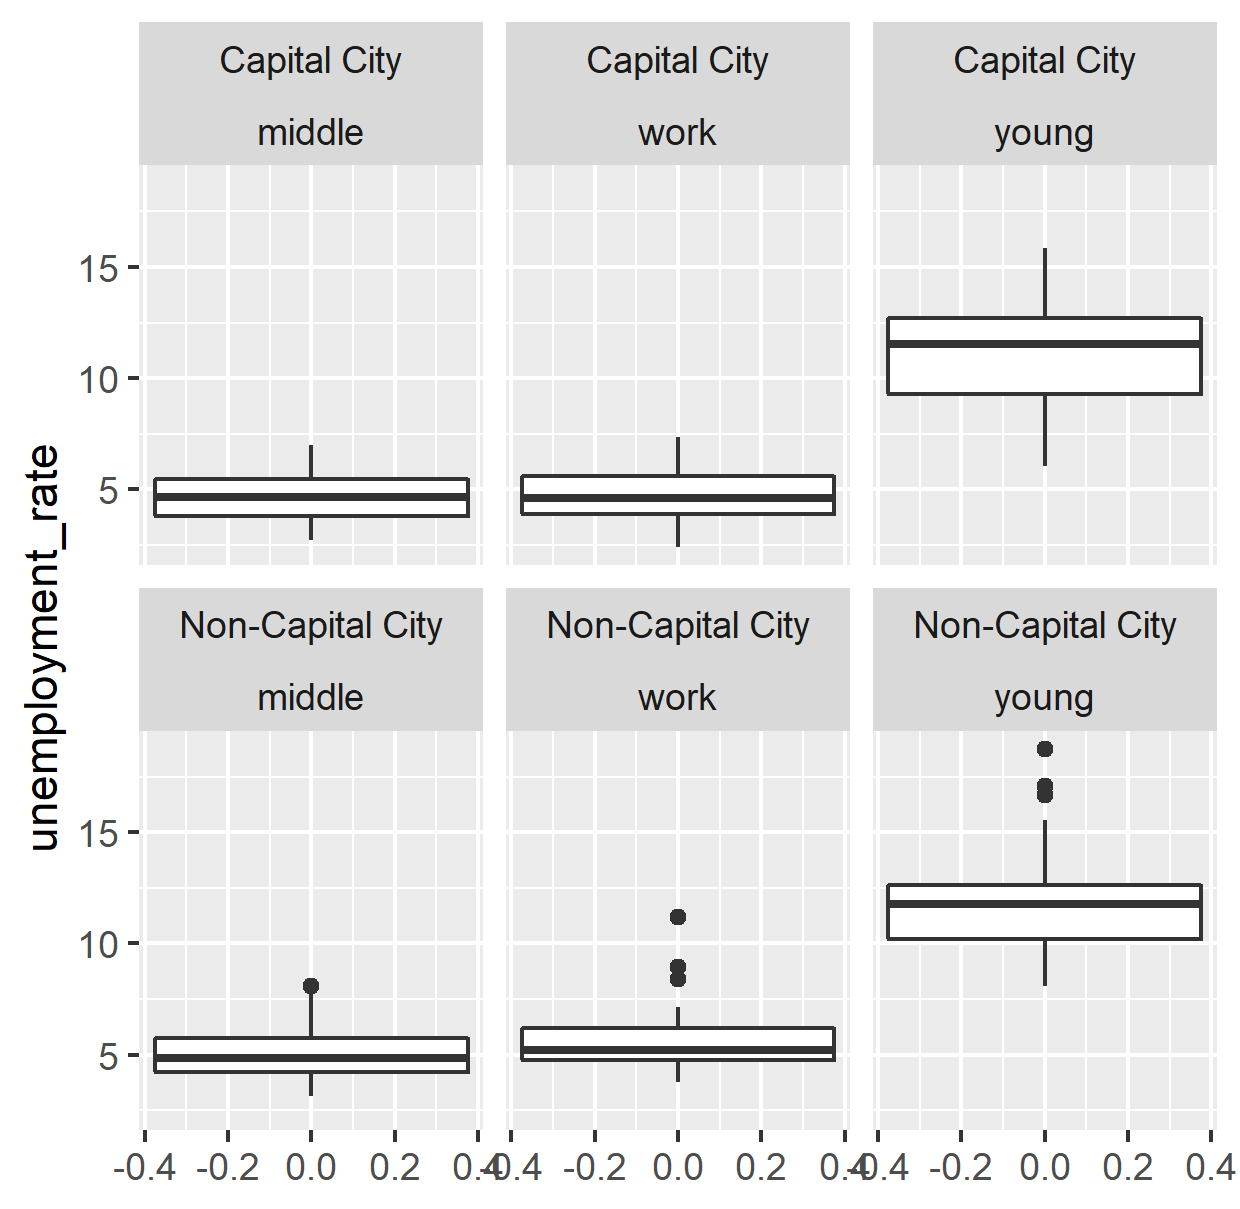 Capital City Capital City Capital City
middle work young
15
10
5
unemployment_rate
Non-Capital City Non-Capital City Non-Capital City
middle work young
15
10
5
-0.4 -0.2 0.0 0.2 0.4 -0.4 -0.2 0.0 0.2 0.4 -0.4 -0.2 0.0 0.2 0.4